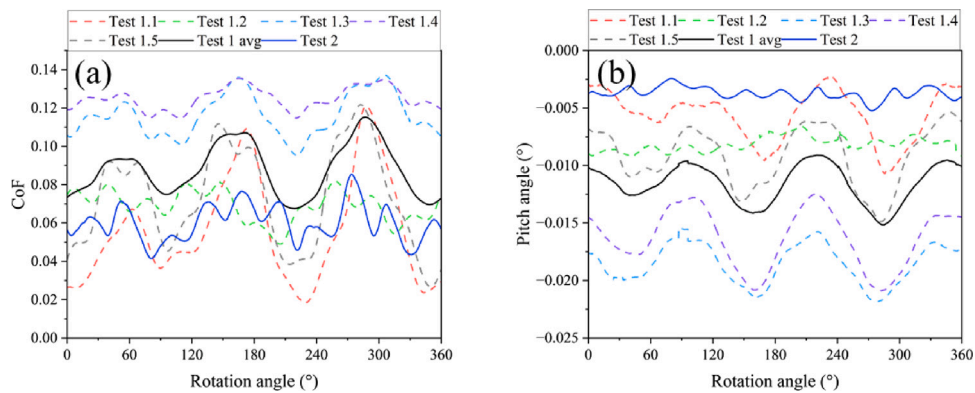 Test 1.1 Test 1.2 Test 1.3 Test 1.4
Test 1.5 Test 1 avg Test 2
(a)
0.14
0.12
0.10
0.08
0.06
0.04
0.02
0.00
CoF
0 60 120 180 240 300 360
Rotation angle (°)
Test 1.1 Test 1.2 Test 1.3 Test 1.4
Test 1.5 Test 1 avg Test 2
(b)
0.000
−0.005
−0.010
−0.015
−0.020
−0.025
Pitch angle (°)
0 60 120 180 240 300 360
Rotation angle (°)